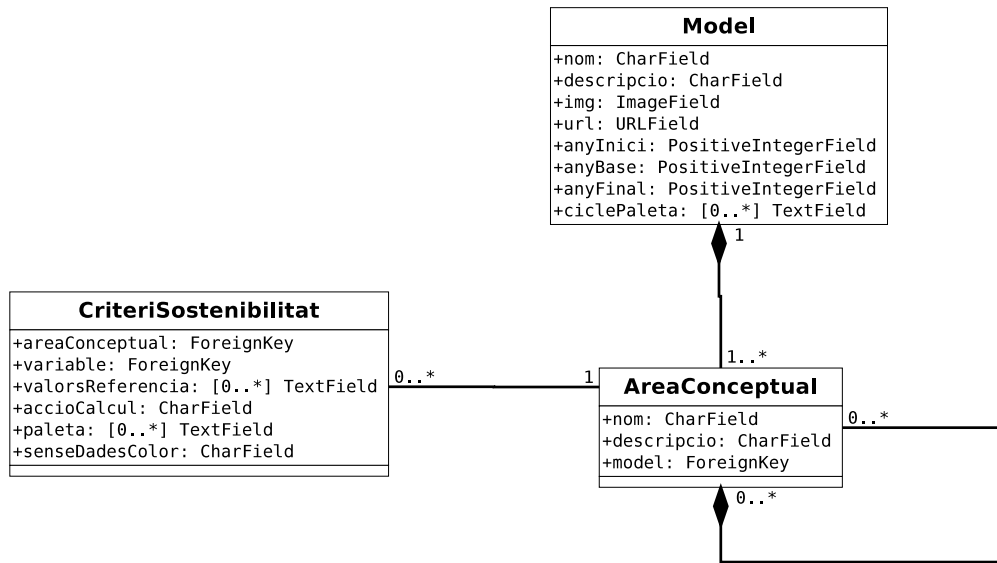 Model
+nom: CharField
+descripcio: CharField
+img: ImageField
+url: URLField
+anyInici: PositiveIntegerField
+anyBase: PositiveIntegerField
+anyFinal: PositiveIntegerField
+ciclePaleta: [0..*] TextField
1
CriteriSostenibilitat
+areaConceptual: ForeignKey
+variable: ForeignKey
+valorsReferencia: [0..*] TextField
+accioCalcul: CharField
+paleta: [0..*] TextField
+senseDadesColor: CharField
0..*
1
1..*
AreaConceptual
+nom: CharField
+descripcio: CharField
+model: ForeignKey
0..*
0..*